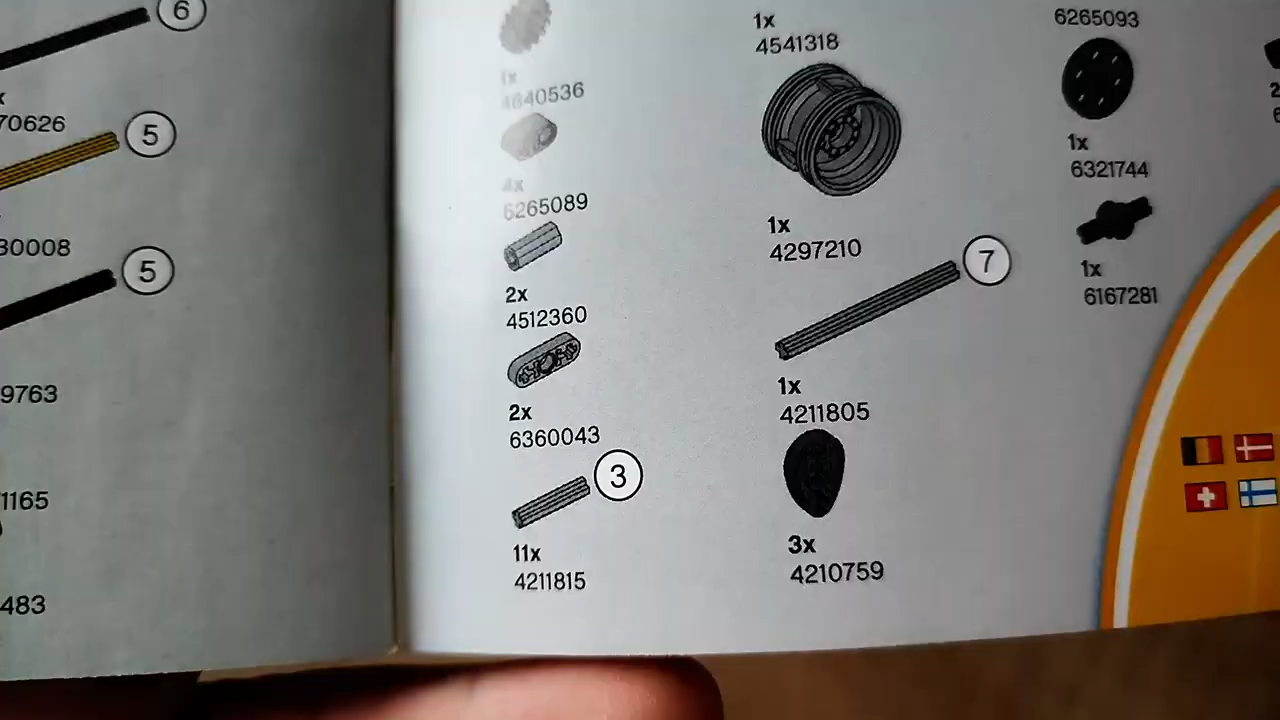 6
70626
5
30008
5
9763
1165
483
1x
4640536
4x
6265089
2x
4512360
2x
6360043
3
11x
4211815
1x
4541318
1x
4297210
7
1x
4211805
3x
4210759
6265093
1x
6321744
1x
6167281